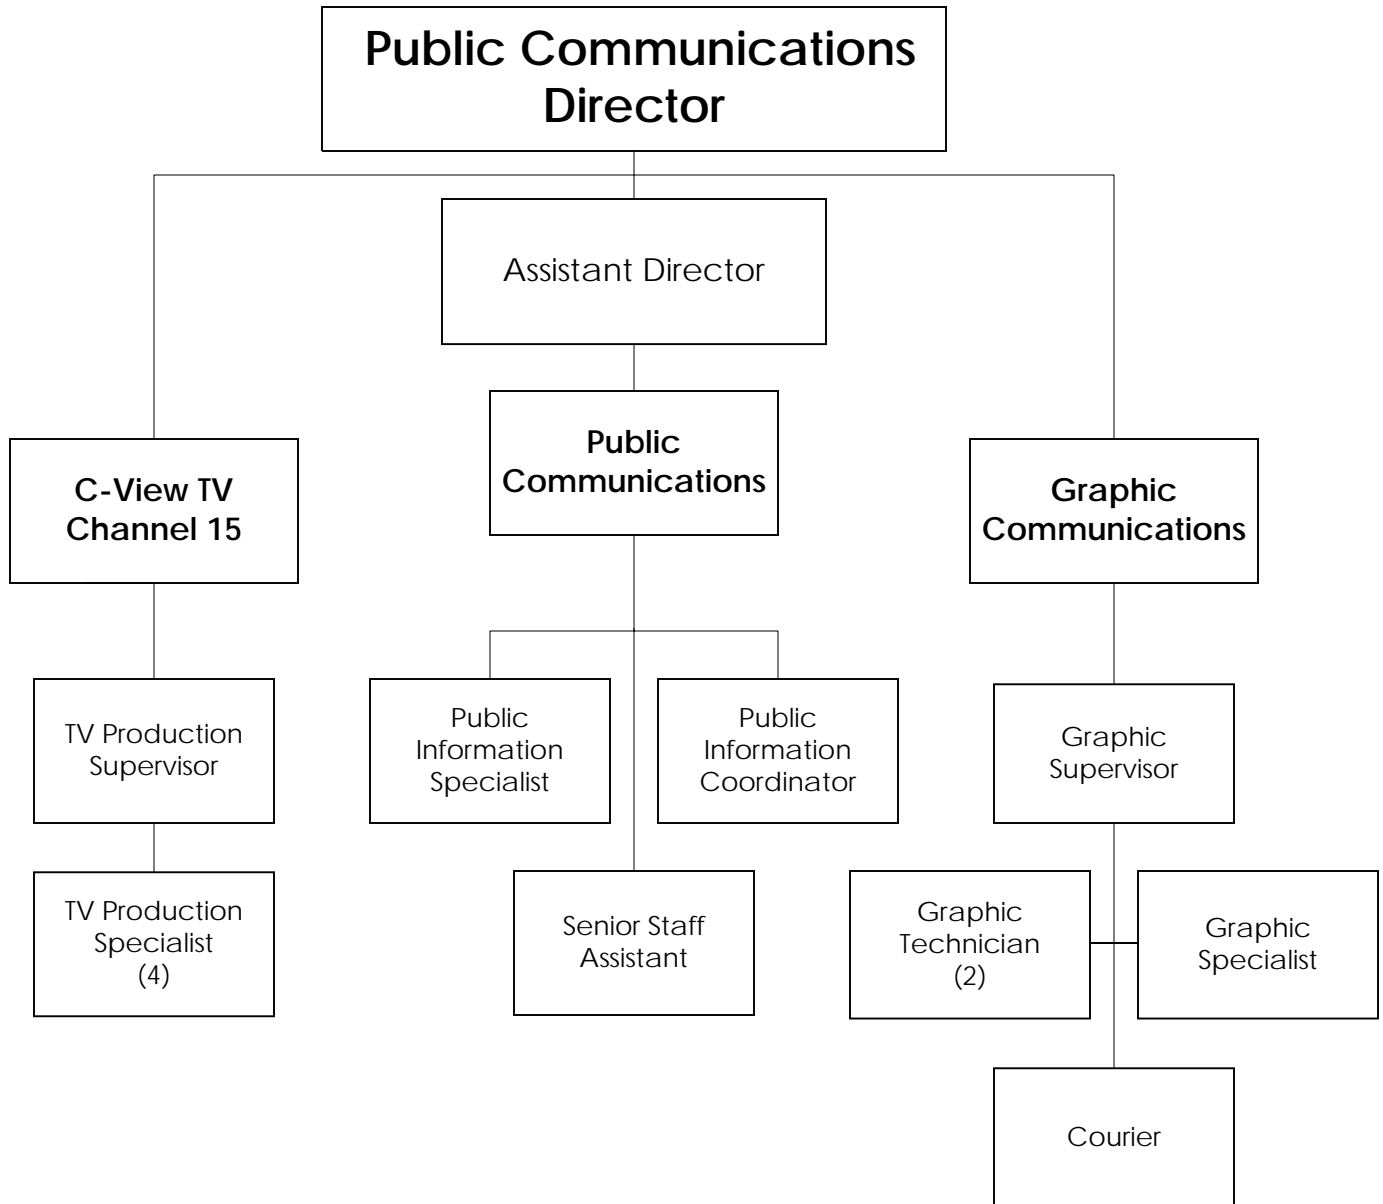 Public Communications
Director
Assistant Director
Public
Communications
C-View TV
Channel 15
Graphic
Communications
TV Production
Supervisor
Public
Information
Specialist
Public
Information
Coordinator
Graphic
Supervisor
TV Production
Specialist
(4)
Senior Staff
Assistant
Graphic
Technician
(2)
Graphic
Specialist
Courier